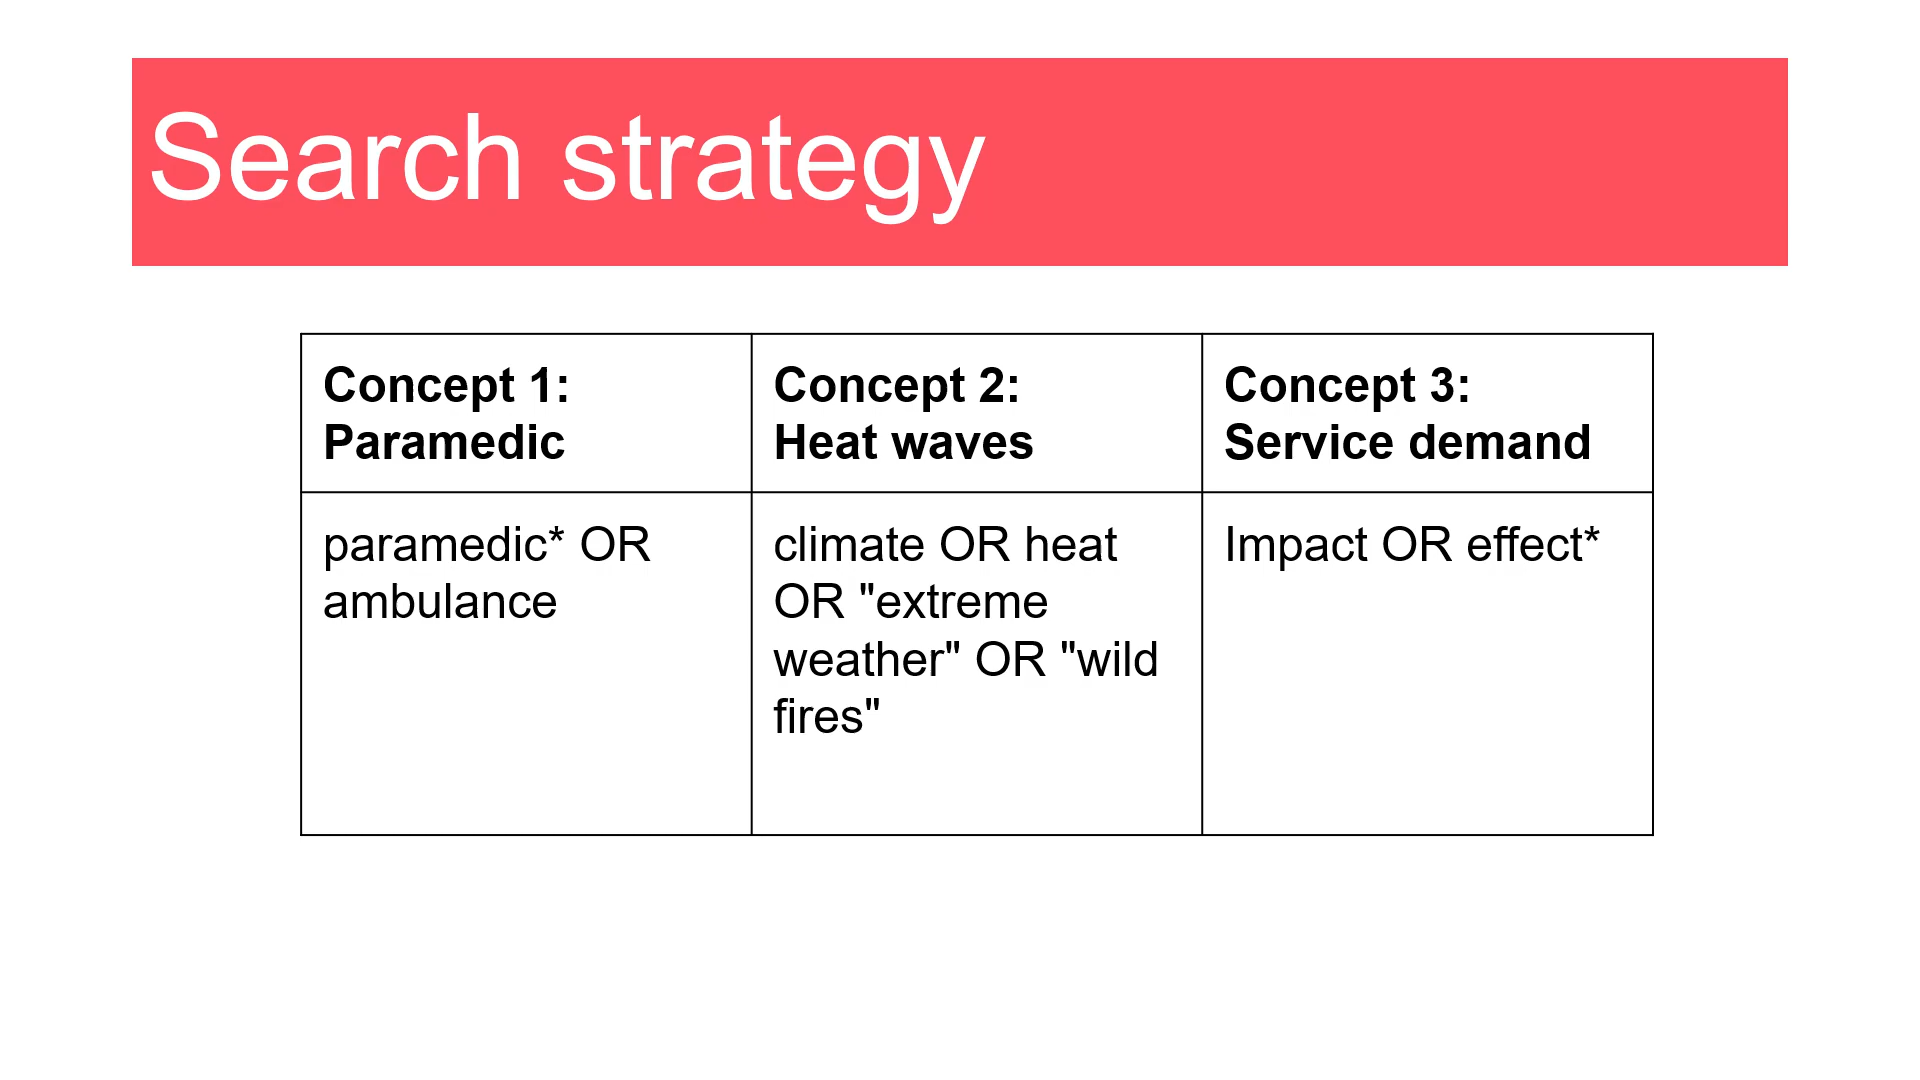 Search strategy
Concept 1:
Paramedic
Concept 2:
Heat waves
Concept 3:
Service demand
paramedic* OR
ambulance
climate OR heat
OR "extreme
weather" OR "wild
fires"
Impact OR effect*